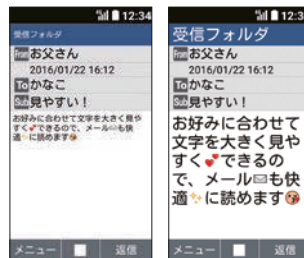 12:34
受信フォルダ
From お父さん
2016/01/22 16:12
To かなこ
Sub 見やすい！
お好みに合わせて文字を大きく見や
すく💕できるので、メール✉も快
適✨に読めます😘
メニュー 返信
12:34
受信フォルダ
From お父さん
2016/01/22 16:12
To かなこ
Sub 見やすい！
お好みに合わせて
文字を大きく見や
すく💕できるの
で、メール✉も快
適✨に読めます😘
メニュー 返信